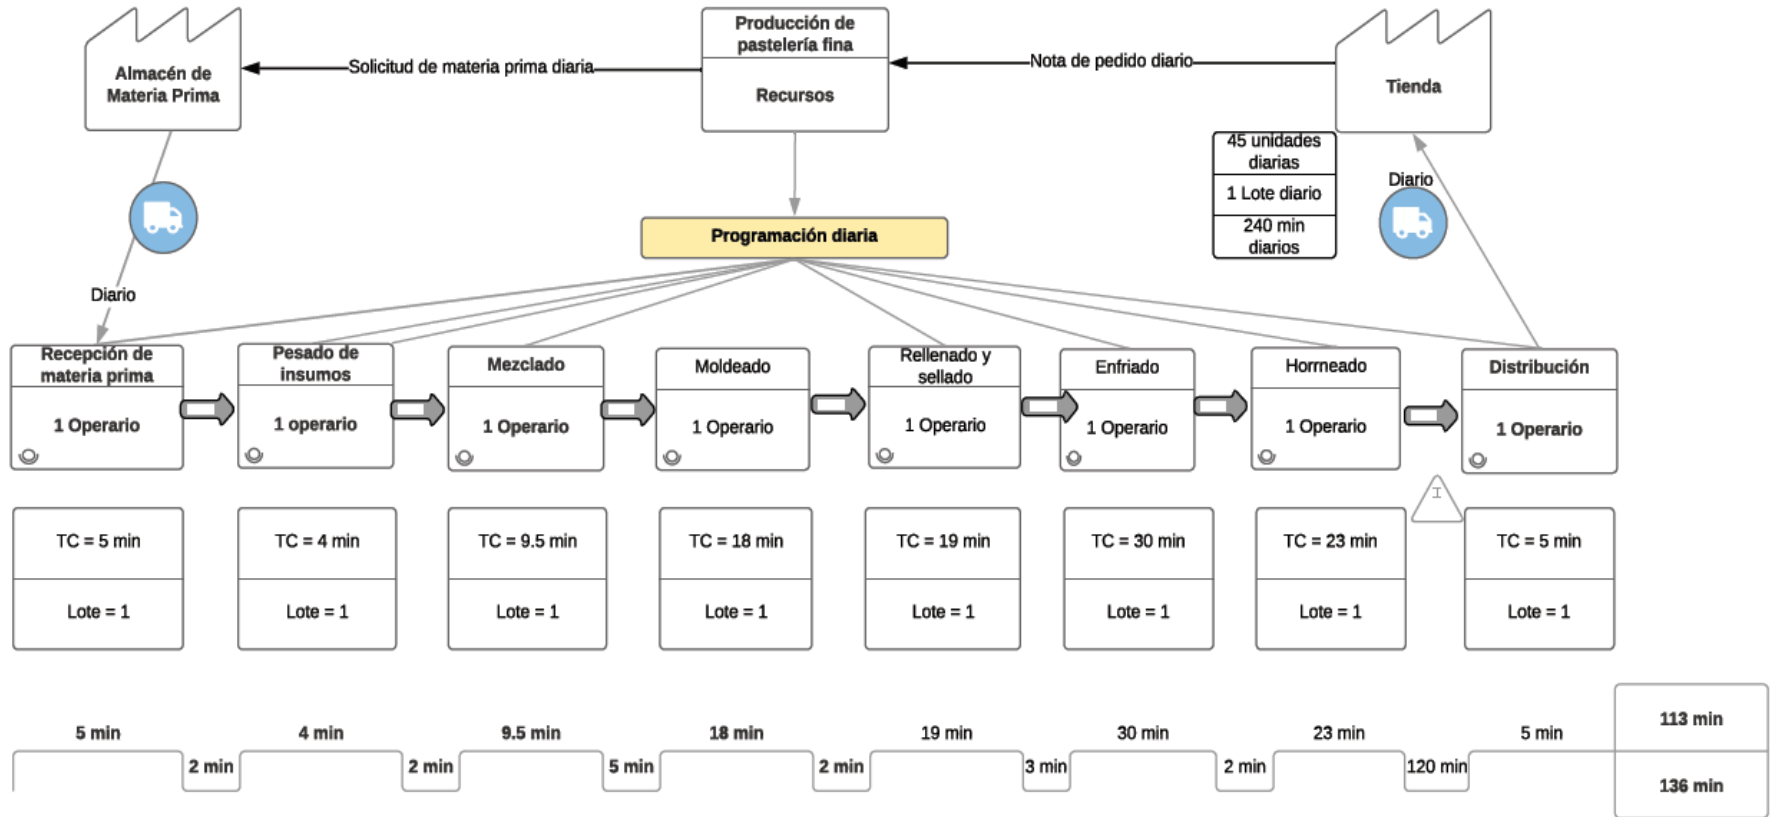 Almacén de
Materia Prima
Solicitud de materia prima diaria
Producción de
pastelería fina
Recursos
Nota de pedido diario
Tienda
45 unidades
diarias
1 Lote diario
240 min
diarios
Diario
Programación diaria
Diario
Recepción de
materia prima
1 Operario
Pesado de
insumos
1 operario
Mezclado
1 Operario
Moldeado
1 Operario
Rellenado y
sellado
1 Operario
Enfriado
1 Operario
Horrneado
1 Operario
Distribución
1 Operario
I
TC = 5 min
Lote = 1
TC = 4 min
Lote = 1
TC = 9.5 min
Lote = 1
TC = 18 min
Lote = 1
TC = 19 min
Lote = 1
TC = 30 min
Lote = 1
TC = 23 min
Lote = 1
TC = 5 min
Lote = 1
5 min
2 min
4 min
2 min
9.5 min
5 min
18 min
2 min
19 min
3 min
30 min
2 min
23 min
120 min
5 min
113 min
136 min